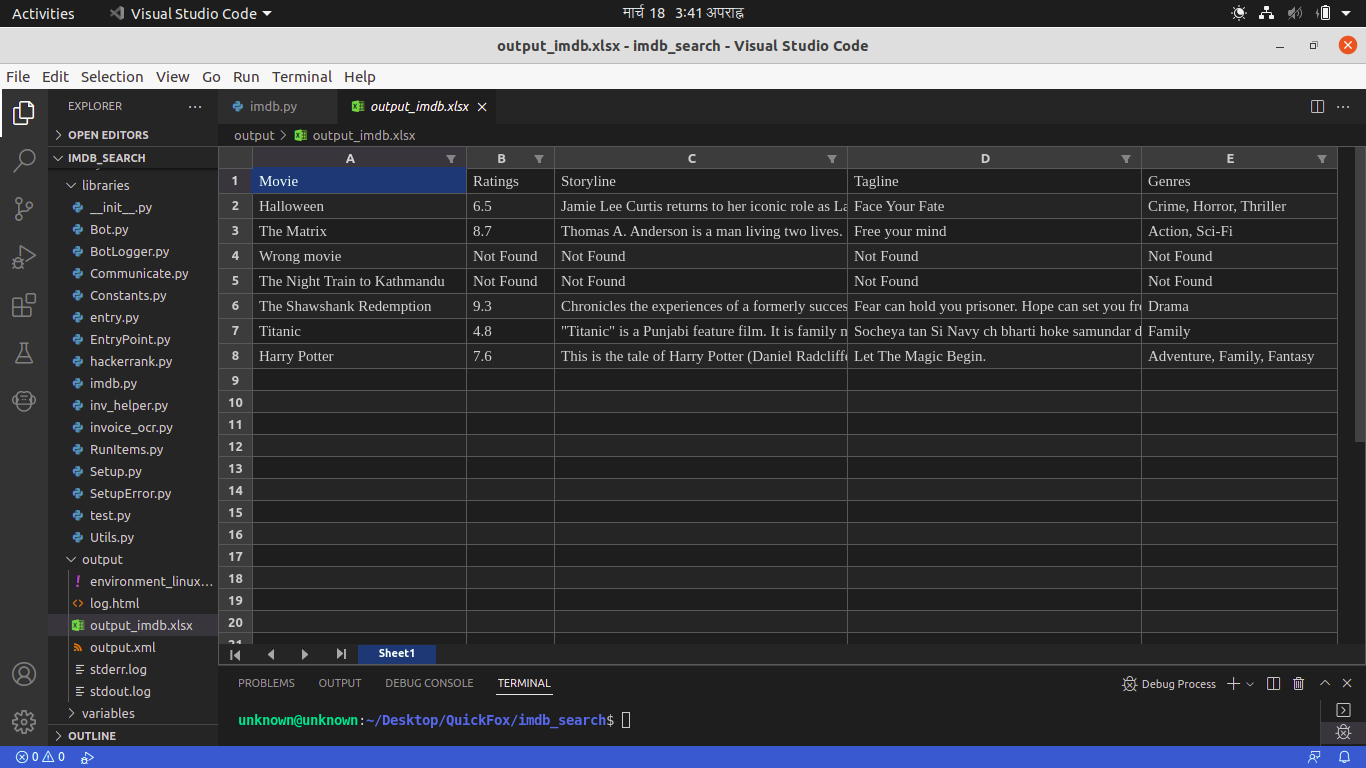 Activities Visual Studio Code मार्च 18 3:41 अपराह्न
output_imdb.xlsx - imdb_search - Visual Studio Code
File Edit Selection View Go Run Terminal Help
EXPLORER
OPEN EDITORS
IMDB_SEARCH
libraries
__init__.py
Bot.py
BotLogger.py
Communicate.py
Constants.py
entry.py
EntryPoint.py
hackerrank.py
imdb.py
inv_helper.py
invoice_ocr.py
RunItems.py
Setup.py
SetupError.py
test.py
Utils.py
output
environment_linux...
log.html
output_imdb.xlsx
output.xml
stderr.log
stdout.log
variables
OUTLINE
imdb.py output_imdb.xlsx
output > output_imdb.xlsx
A B C D E
1 Movie Ratings Storyline Tagline Genres
2 Halloween 6.5 Jamie Lee Curtis returns to her iconic role as La Face Your Fate Crime, Horror, Thriller
3 The Matrix 8.7 Thomas A. Anderson is a man living two lives. Free your mind Action, Sci-Fi
4 Wrong movie Not Found Not Found Not Found Not Found
5 The Night Train to Kathmandu Not Found Not Found Not Found Not Found
6 The Shawshank Redemption 9.3 Chronicles the experiences of a formerly succes Fear can hold you prisoner. Hope can set you fre Drama
7 Titanic 4.8 "Titanic" is a Punjabi feature film. It is family m Socheya tan Si Navy ch bharti hoke samundar d Family
8 Harry Potter 7.6 This is the tale of Harry Potter (Daniel Radcliffe Let The Magic Begin. Adventure, Family, Fantasy
9
10
11
12
13
14
15
16
17
18
19
20
21
Sheet1
PROBLEMS OUTPUT DEBUG CONSOLE TERMINAL Debug Process
unknown@unknown:~/Desktop/QuickFox/imdb_search$
0 0